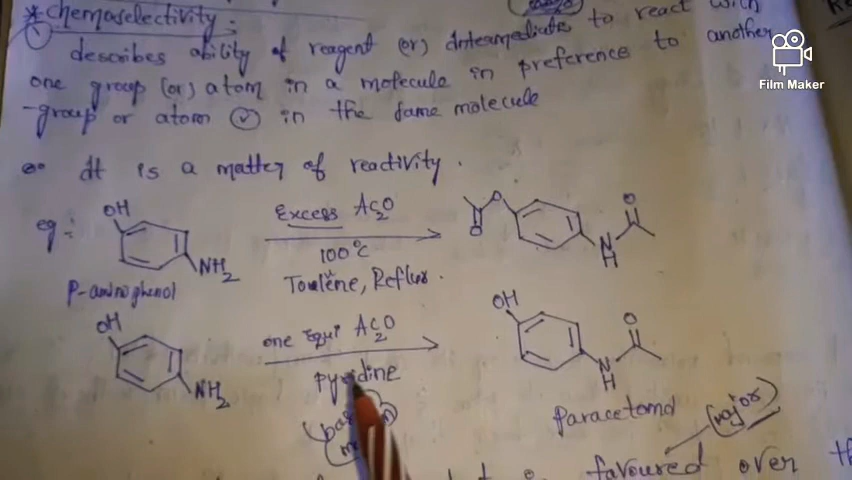 *chemoselectivity.
describes ability of reagent (or) Intermediate to react with
one group (or) atom in a molecule in preference to another
-group or atom in the same molecule
It is a matter of reactivity.
eg:- OH Excess Ac2O O O
O
100°C N
H
NH2
p-aminophenol Toulene, Reflux.
OH one Equi Ac2O OH O
pyridine N
H
NH2
Paracetamol (major)
favoured over
Film Maker